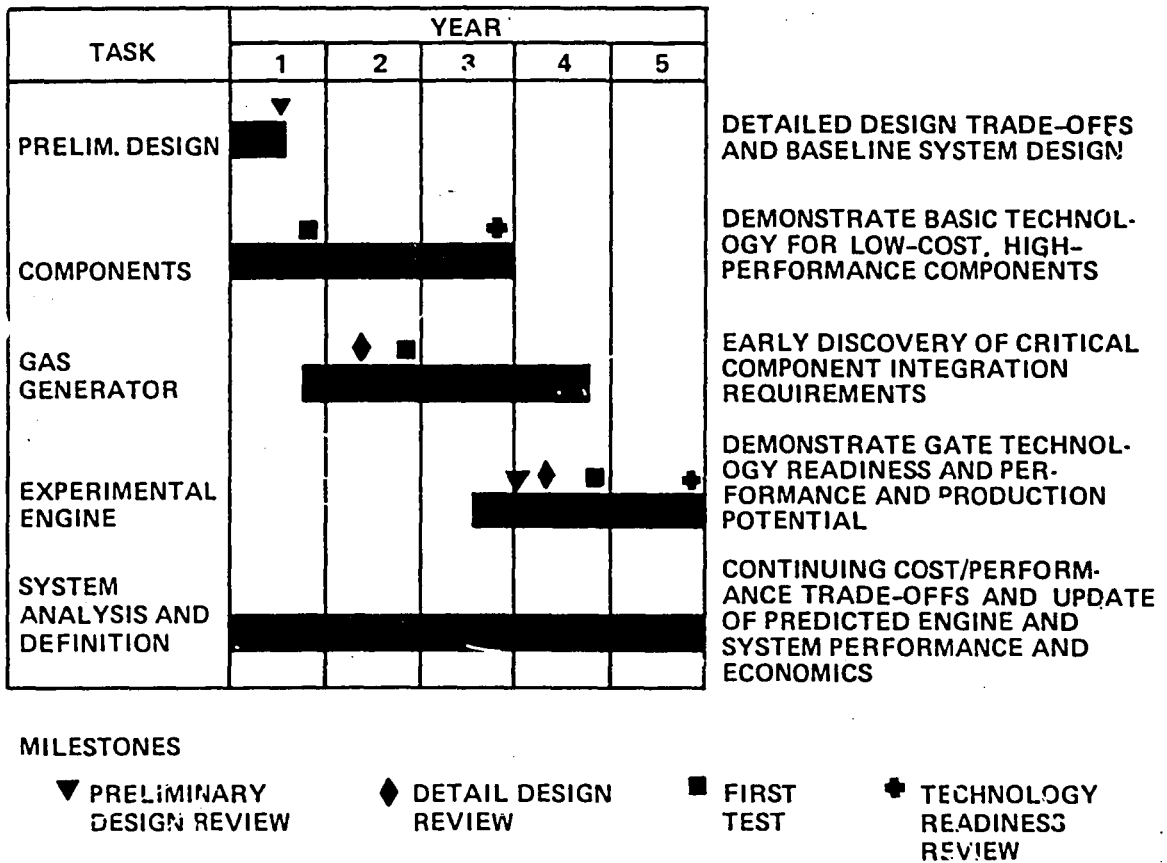 TASK
YEAR
1 2 3 4 5
PRELIM. DESIGN
DETAILED DESIGN TRADE-OFFS
AND BASELINE SYSTEM DESIGN
COMPONENTS
DEMONSTRATE BASIC TECHNOL-
OGY FOR LOW-COST, HIGH-
PERFORMANCE COMPONENTS
GAS
GENERATOR
EARLY DISCOVERY OF CRITICAL
COMPONENT INTEGRATION
REQUIREMENTS
EXPERIMENTAL
ENGINE
DEMONSTRATE GATE TECHNOL-
OGY READINESS AND PER-
FORMANCE AND PRODUCTION
POTENTIAL
SYSTEM
ANALYSIS AND
DEFINITION
CONTINUING COST/PERFORM-
ANCE TRADE-OFFS AND UPDATE
OF PREDICTED ENGINE AND
SYSTEM PERFORMANCE AND
ECONOMICS
MILESTONES
PRELIMINARY
DESIGN REVIEW
DETAIL DESIGN
REVIEW
FIRST
TEST
TECHNOLOGY
READINESS
REVIEW